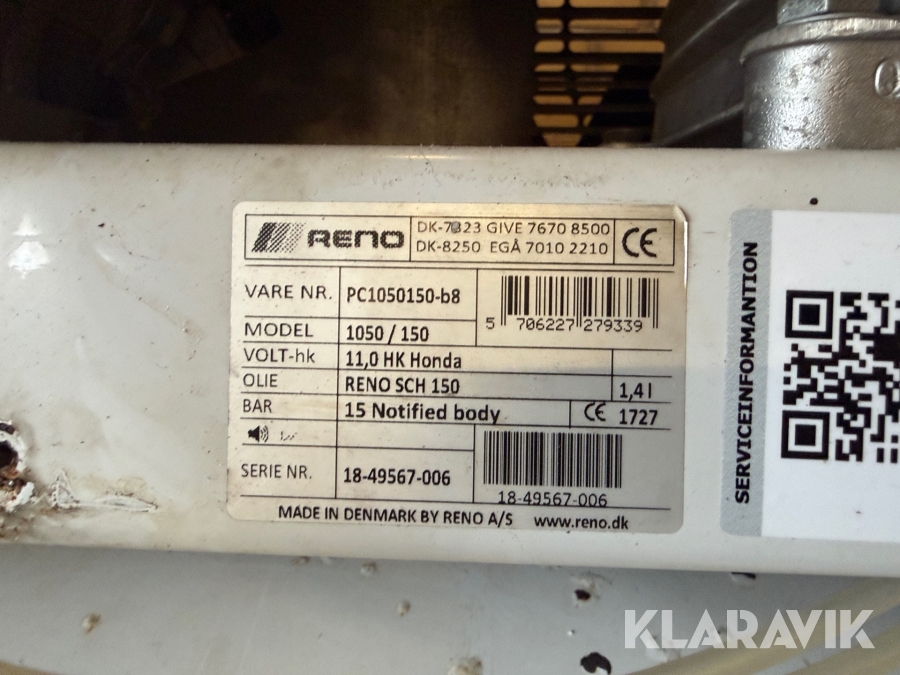 RENO
DK-7323 GIVE 7670 8500
DK-8250 EGÅ 7010 2210
CE
VARE NR. PC1050150-b8
5 706227 279339
MODEL 1050 / 150
VOLT-hk 11,0 HK Honda
OLIE RENO SCH 150 1,4 l
BAR 15 Notified body CE 1727
SERIE NR. 18-49567-006
18-49567-006
MADE IN DENMARK BY RENO A/S www.reno.dk
SERVICEINFORMANTION
KLARAVIK